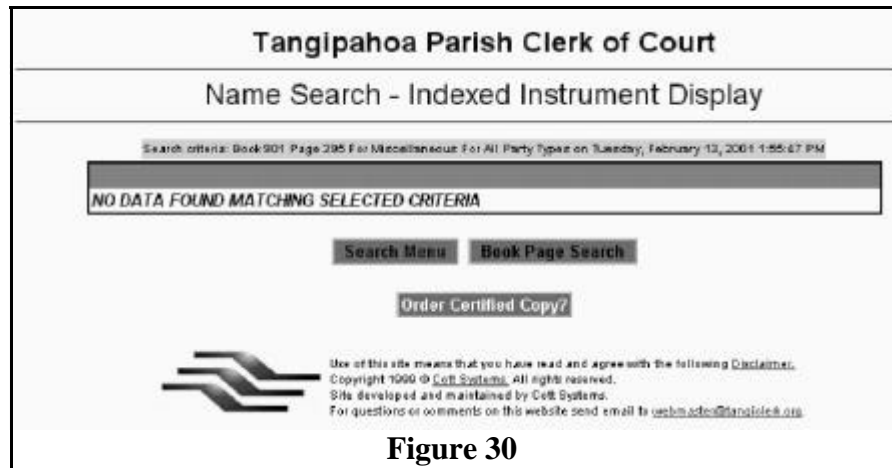 Tangipahoa Parish Clerk of Court
Name Search - Indexed Instrument Display
Search criteria: Book 901 Page 295 For Miscellaneous For All Party Types on Tuesday, February 13, 2001 1:55:47 PM
NO DATA FOUND MATCHING SELECTED CRITERIA
Search Menu Book Page Search
Order Certified Copy?
Use of this site means that you have read and agree with the following Disclaimer.
Copyright 1999 © Cott Systems. All rights reserved.
Site developed and maintained by Cott Systems.
For questions or comments on this website send email to webmaster@tangiclerk.org
Figure 30